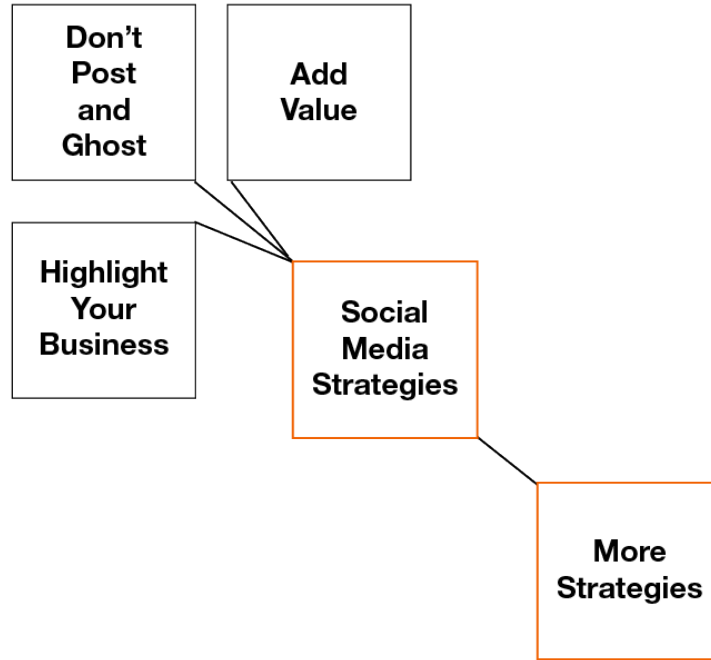 Don’t
Post
and
Ghost
Add
Value
Highlight
Your
Business
Social
Media
Strategies
More
Strategies